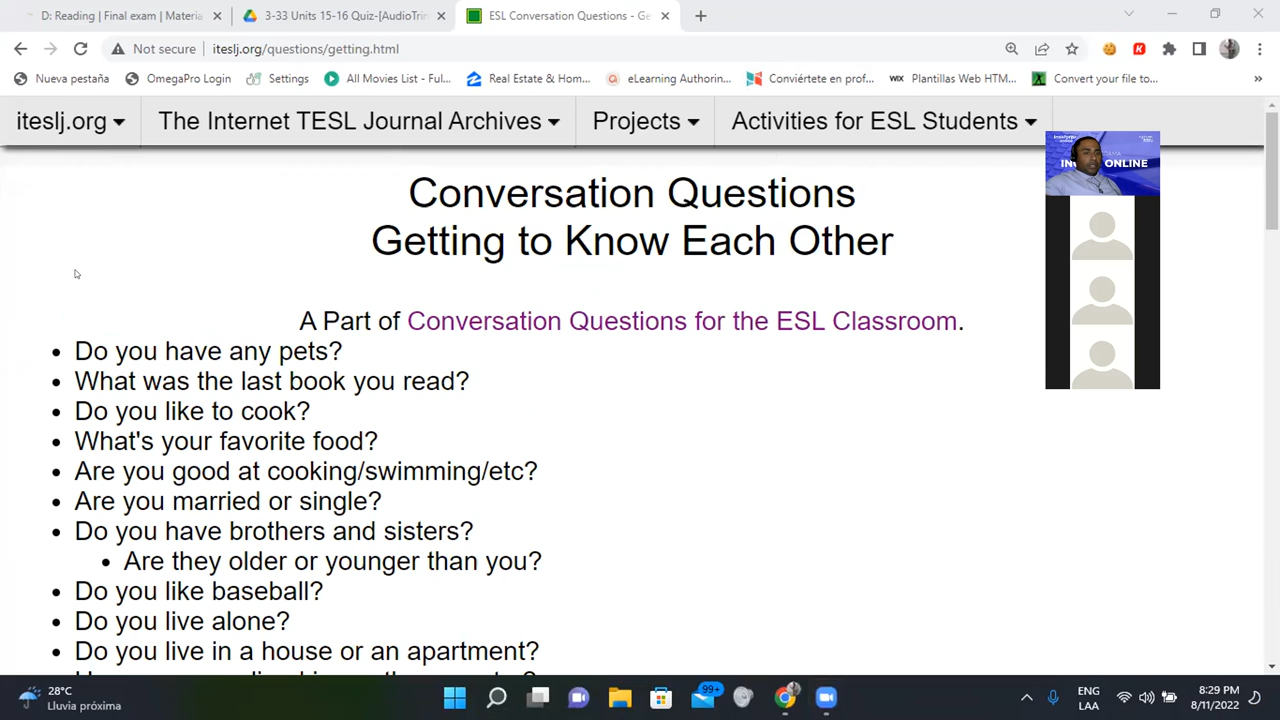 D: Reading | Final exam | Materia
3-33 Units 15-16 Quiz-[AudioTrim
ESL Conversation Questions - Ge
Not secure
iteslj.org/questions/getting.html
Nueva pestaña
OmegaPro Login
Settings
All Movies List - Ful...
Real Estate & Hom...
eLearning Authorin...
Conviértete en prof...
WIX
Plantillas Web HTM...
Convert your file to...
iteslj.org
The Internet TESL Journal Archives
Projects
Activities for ESL Students
ONLINE
Conversation Questions
Getting to Know Each Other
A Part of Conversation Questions for the ESL Classroom.
Do you have any pets?
What was the last book you read?
Do you like to cook?
What's your favorite food?
Are you good at cooking/swimming/etc?
Are you married or single?
Do you have brothers and sisters?
Are they older or younger than you?
Do you like baseball?
Do you live alone?
Do you live in a house or an apartment?
28°C
Lluvia próxima
99+
ENG
LAA
8:29 PM
8/11/2022